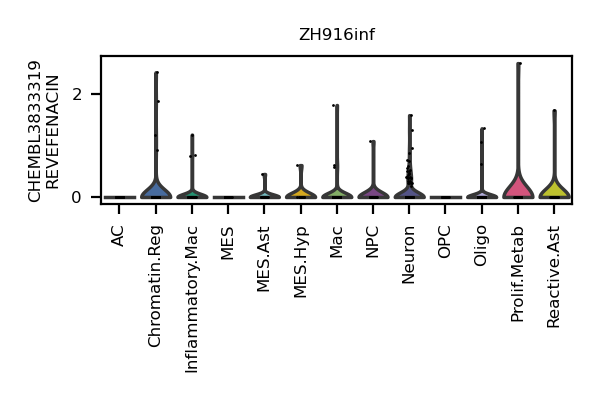 ZH916inf
CHEMBL3833319
REVEFENACIN
2
0
AC
Chromatin.Reg
Inflammatory.Mac
MES
MES.Ast
MES.Hyp
Mac
NPC
Neuron
OPC
Oligo
Prolif.Metab
Reactive.Ast